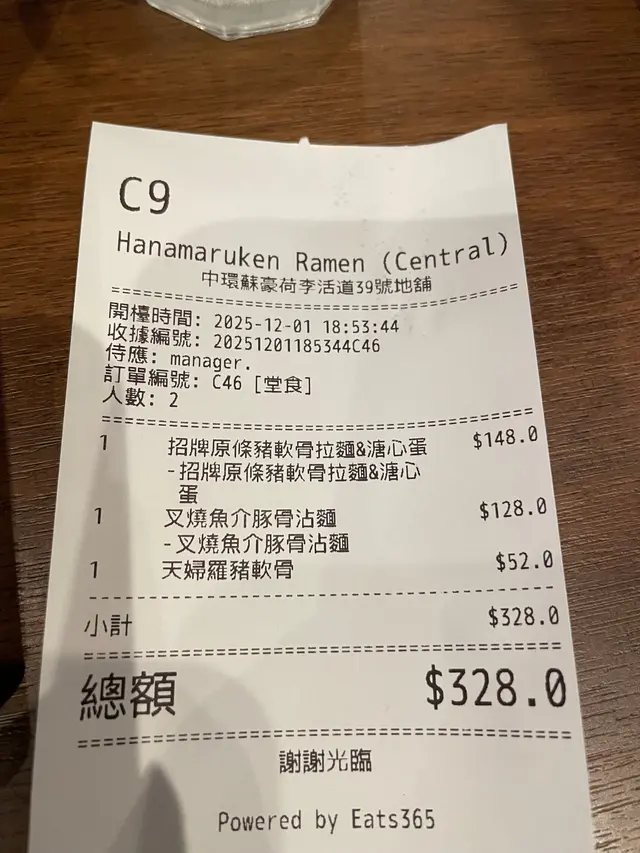 C9
Hanamaruken Ramen (Central)
中環蘇豪荷李活道39號地舖
開檯時間: 2025-12-01 18:53:44
收據編號: 20251201185344C46
侍應: manager.
訂單編號: C46 [堂食]
人數: 2
1 招牌原條豬軟骨拉麵&溏心蛋 $148.0
-招牌原條豬軟骨拉麵&溏心
蛋
1 叉燒魚介豚骨沾麵 $128.0
-叉燒魚介豚骨沾麵
1 天婦羅豬軟骨 $52.0
小計 $328.0
總額 $328.0
謝謝光臨
Powered by Eats365